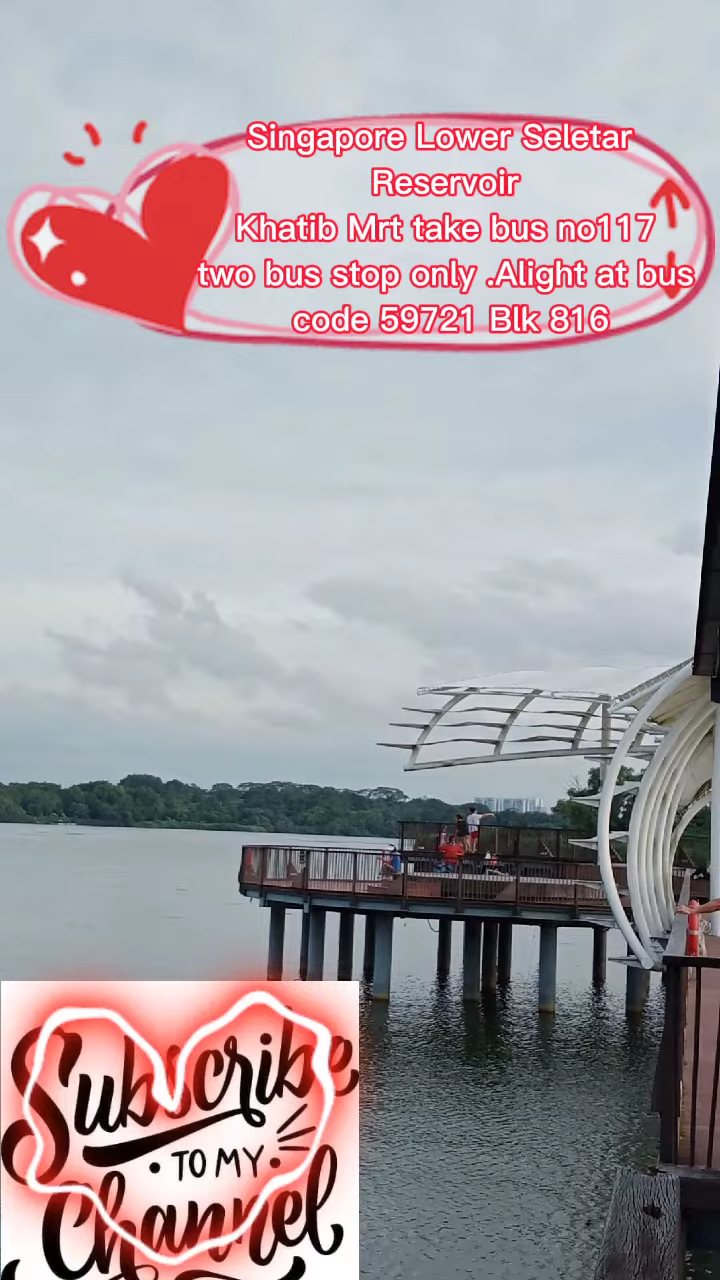 Singapore Lower Seletar
Reservoir
Khatib Mrt take bus no117
two bus stop only .Alight at bus
code 59721 Blk 816
Subscribe
TO MY
Channel